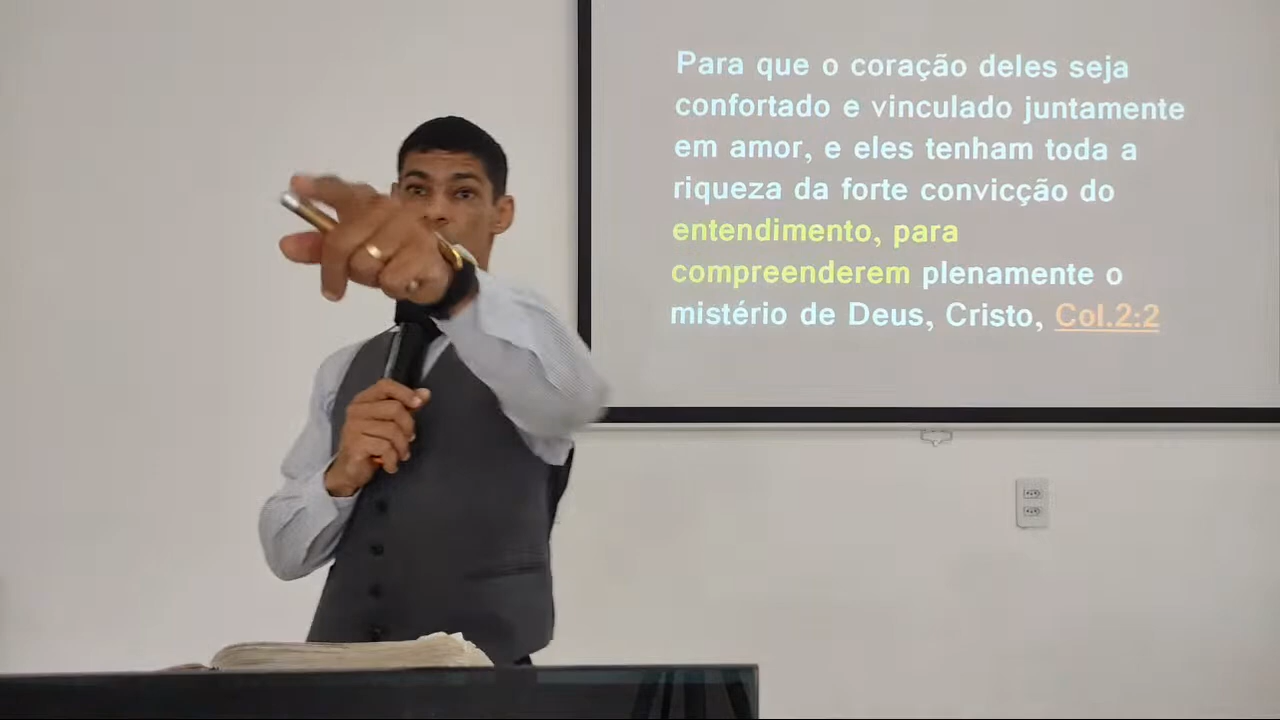 Para que o coração deles seja
confortado e vinculado juntamente
em amor, e eles tenham toda a
riqueza da forte convicção do
entendimento, para
compreenderem plenamente o
mistério de Deus, Cristo, Col.2:2